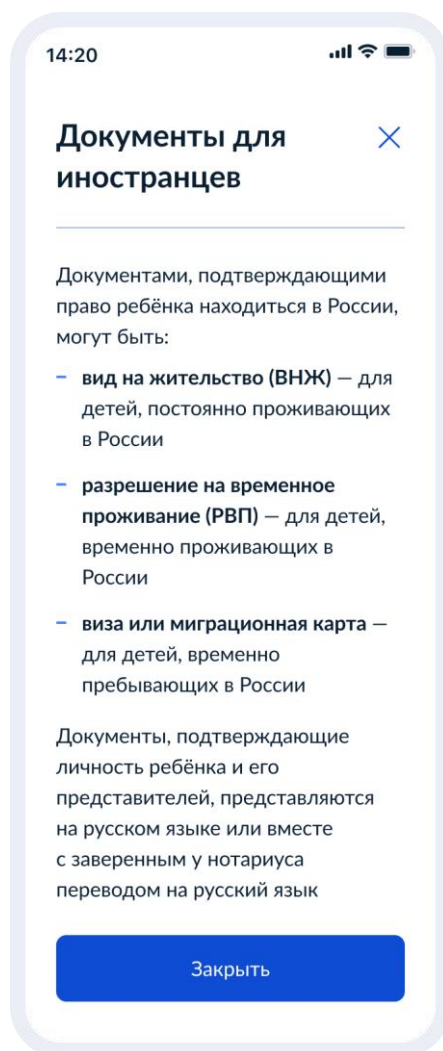 14:20
Документы для
иностранцев
Документами, подтверждающими
право ребёнка находиться в России,
могут быть:
– вид на жительство (ВНЖ) — для
детей, постоянно проживающих
в России
– разрешение на временное
проживание (РВП) — для детей,
временно проживающих в
России
– виза или миграционная карта —
для детей, временно
пребывающих в России
Документы, подтверждающие
личность ребёнка и его
представителей, представляются
на русском языке или вместе
с заверенным у нотариуса
переводом на русский язык
Закрыть